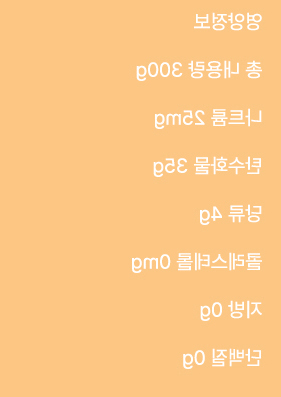 영양정보
총 내용량 300g
나트륨 25mg
탄수화물 35g
당류 4g
콜레스테롤 0mg
지방 0g
단백질 0g